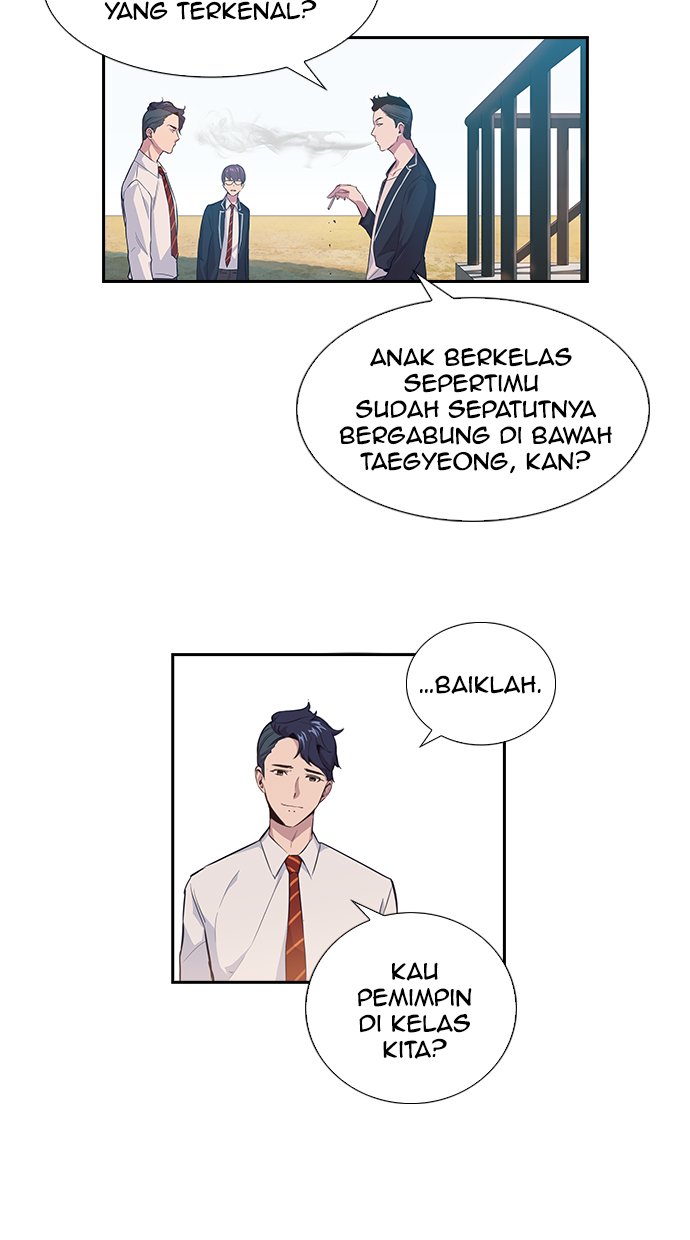 YANG TERKENAL?
ANAK BERKELAS
SEPERTIMU
SUDAH SEPATUTNYA
BERGABUNG DI BAWAH
TAEGYEONG, KAN?
...BAIKLAH.
KAU
PEMIMPIN
DI KELAS
KITA?